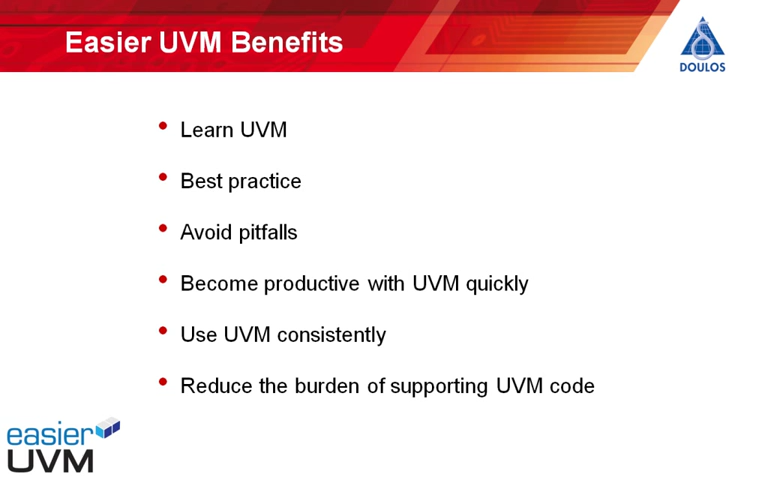 Easier UVM Benefits
DOULOS
Learn UVM
Best practice
Avoid pitfalls
Become productive with UVM quickly
Use UVM consistently
Reduce the burden of supporting UVM code
easier
UVM